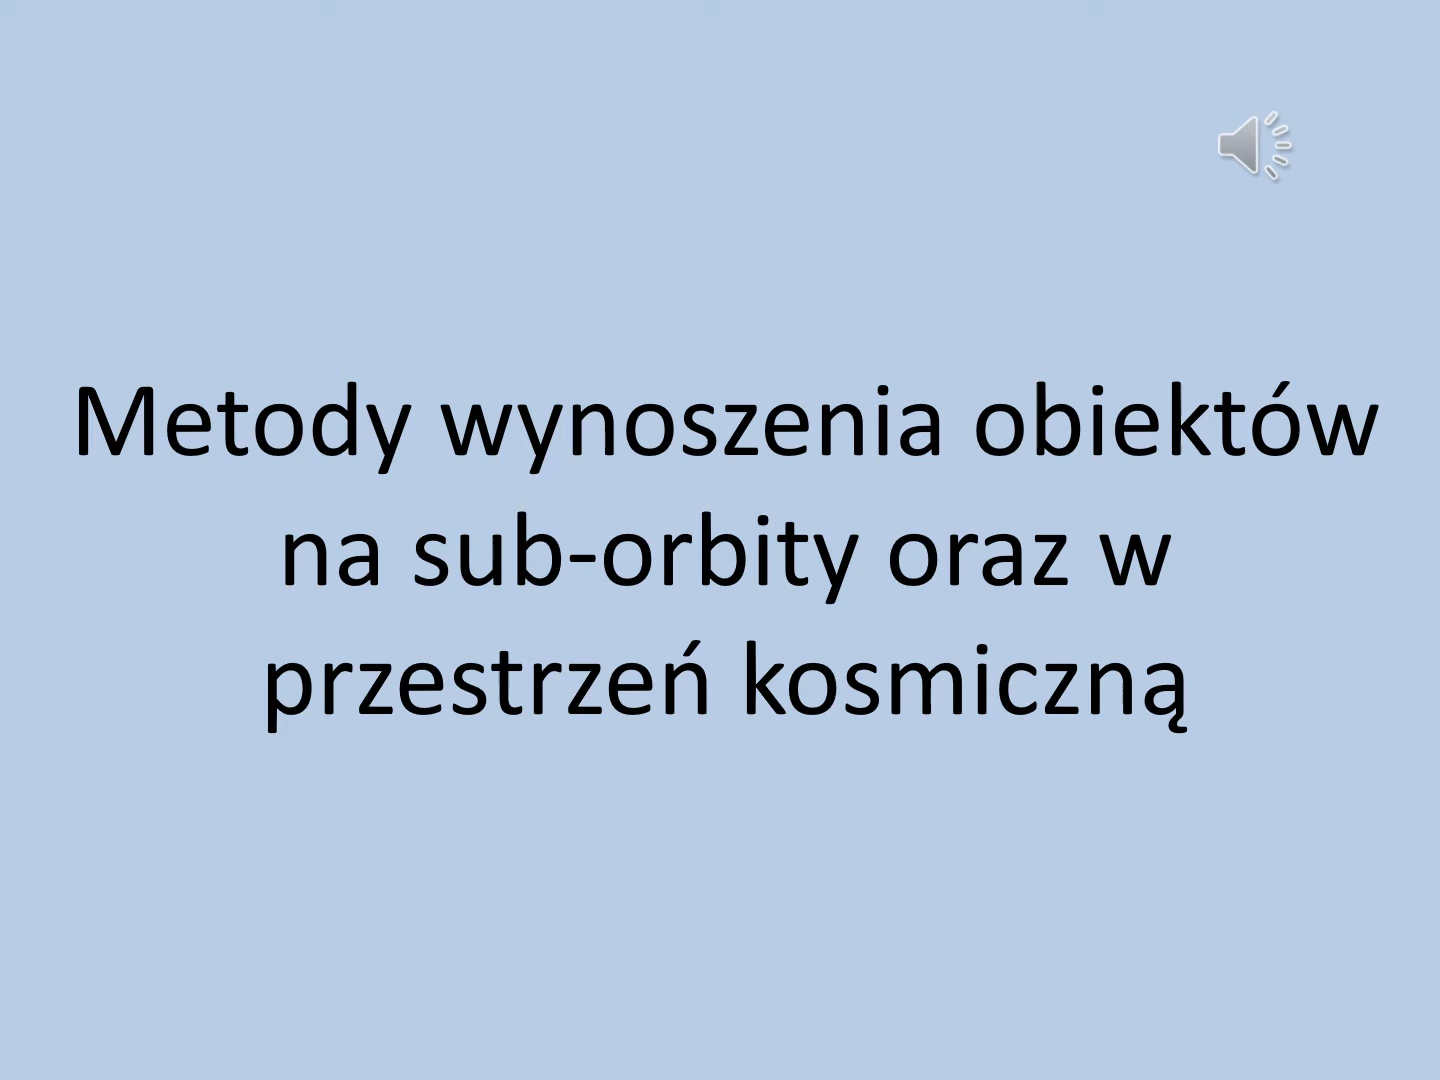 Metody wynoszenia obiektów
na sub-orbity oraz w
przestrzeń kosmiczną